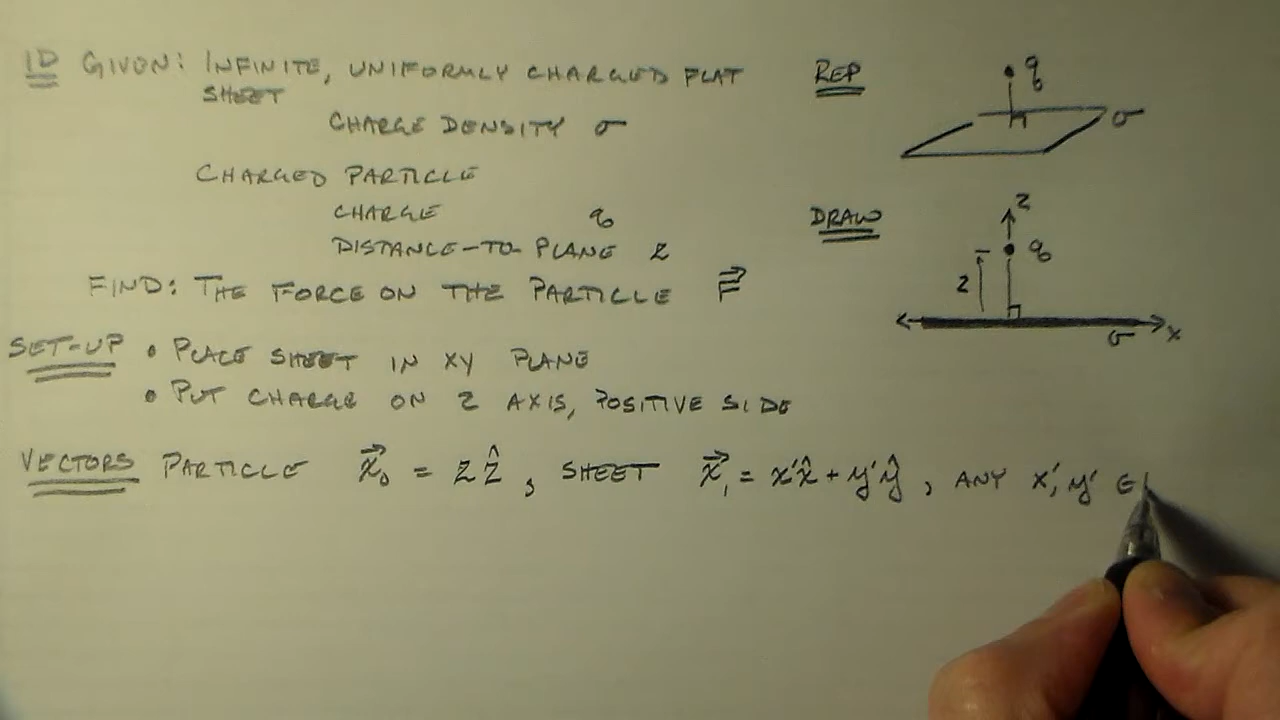 ID GIVEN: INFINITE, UNIFORMLY CHARGED FLAT
SHEET
CHARGE DENSITY σ
CHARGED PARTICLE
CHARGE q
DISTANCE-TO PLANE z
FIND: THE FORCE ON THE PARTICLE F⃗
SET-UP • PLACE SHEET IN XY PLANE
• PUT CHARGE ON Z AXIS, POSITIVE SIDE
VECTORS PARTICLE x⃗₀ = z ẑ, SHEET x⃗₁ = x'x̂ + y'ŷ, ANY x', y' ∈
REP
q
σ
DRAW
z
q
z
σ x